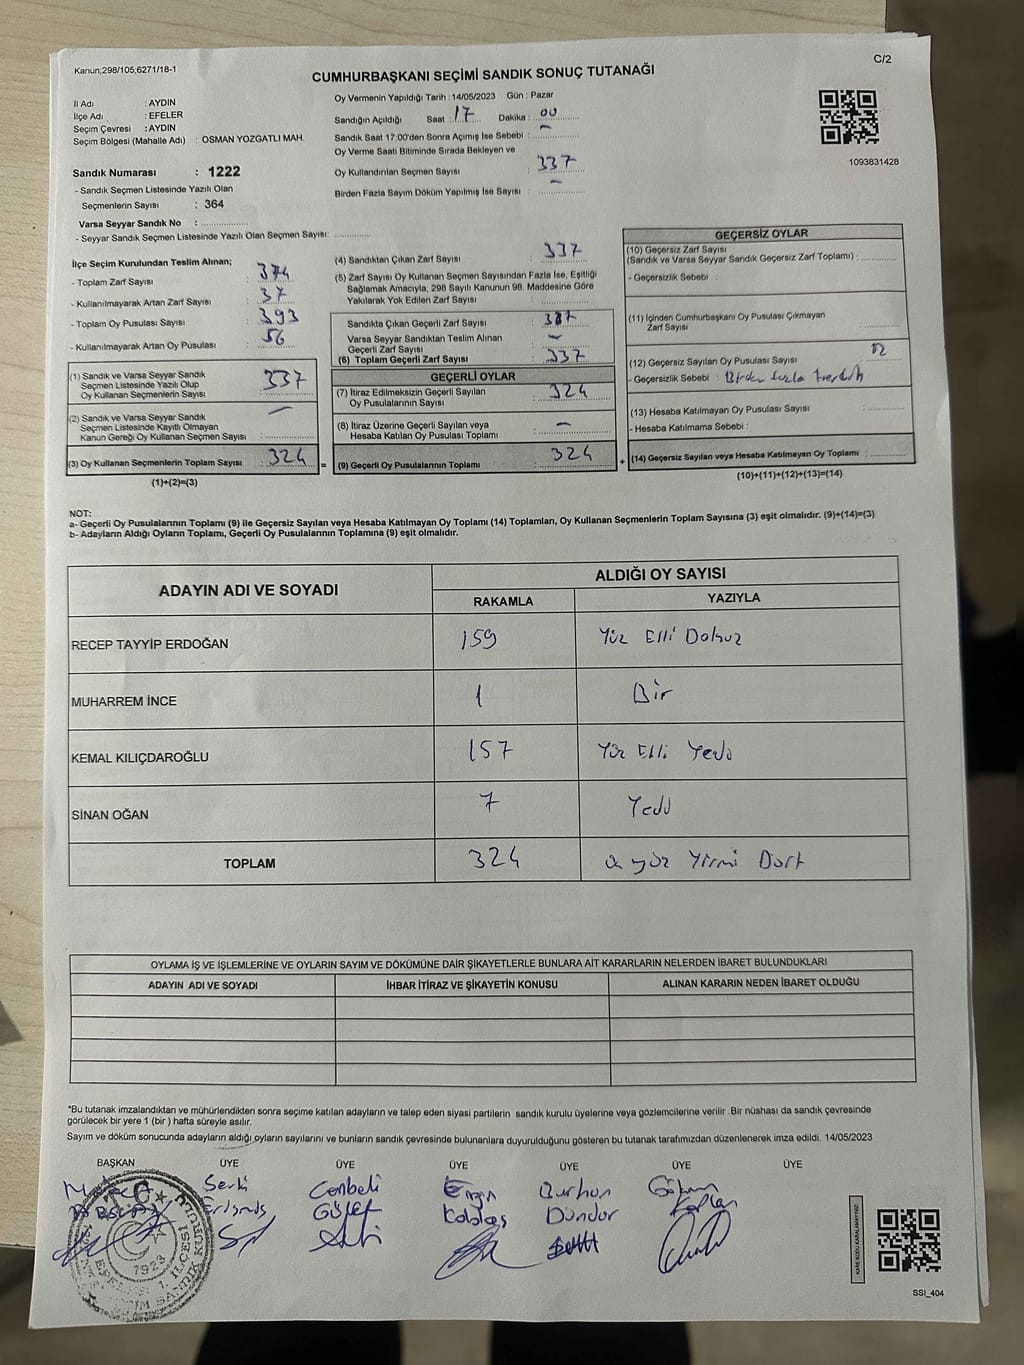 Kanun;298/105;6271/18-1
C/2
CUMHURBAŞKANI SEÇİMİ SANDIK SONUÇ TUTANAĞI
İl Adı : AYDIN
İlçe Adı : EFELER
Seçim Çevresi : AYDIN
Seçim Bölgesi (Mahalle Adı) : OSMAN YOZGATLI MAH.
Sandık Numarası : 1222
- Sandık Seçmen Listesinde Yazılı Olan
Seçmenlerin Sayısı : 364
Varsa Seyyar Sandık No :
- Seyyar Sandık Seçmen Listesinde Yazılı Olan Seçmen Sayısı:
Oy Vermenin Yapıldığı Tarih : 14/05/2023 Gün : Pazar
Sandığın Açıldığı Saat : 17 Dakika : 00
Sandık Saat 17:00'den Sonra Açımış İse Sebebi : –
Oy Verme Saati Bitiminde Sırada Bekleyen ve
Oy Kullandırılan Seçmen Sayısı : 337
Birden Fazla Sayım Döküm Yapılmış İse Sayısı : –
1093831428
İlçe Seçim Kurulundan Teslim Alınan;
- Toplam Zarf Sayısı : 374
- Kullanılmayarak Artan Zarf Sayısı : 37
- Toplam Oy Pusulası Sayısı : 393
- Kullanılmayarak Artan Oy Pusulası : 56
(1) Sandık ve Varsa Seyyar Sandık
Seçmen Listesinde Yazılı Olup
Oy Kullanan Seçmenlerin Sayısı : 337
(2) Sandık ve Varsa Seyyar Sandık
Seçmen Listesinde Kayıtlı Olmayan
Kanun Gereği Oy Kullanan Seçmen Sayısı : –
(3) Oy Kullanan Seçmenlerin Toplam Sayısı : 324
(1)+(2)=(3)
(4) Sandıktan Çıkan Zarf Sayısı : 337
(5) Zarf Sayısı Oy Kullanan Seçmen Sayısından Fazla İse, Eşitliği
Sağlamak Amacıyla, 298 Sayılı Kanunun 98. Maddesine Göre
Yakılarak Yok Edilen Zarf Sayısı :
Sandıkta Çıkan Geçerli Zarf Sayısı : 337
Varsa Seyyar Sandıktan Teslim Alınan
Geçerli Zarf Sayısı : –
(6) Toplam Geçerli Zarf Sayısı : 337
GEÇERLİ OYLAR
(7) İtiraz Edilmeksizin Geçerli Sayılan
Oy Pusulalarının Sayısı : 324
(8) İtiraz Üzerine Geçerli Sayılan veya
Hesaba Katılan Oy Pusulası Toplamı : –
= (9) Geçerli Oy Pusulalarının Toplamı : 324
GEÇERSİZ OYLAR
(10) Geçersiz Zarf Sayısı
(Sandık ve Varsa Seyyar Sandık Geçersiz Zarf Toplamı) :
- Geçersizlik Sebebi :
(11) İçinden Cumhurbaşkanı Oy Pusulası Çıkmayan
Zarf Sayısı :
(12) Geçersiz Sayılan Oy Pusulası Sayısı :
- Geçersizlik Sebebi : Birden fazla
(13) Hesaba Katılmayan Oy Pusulası Sayısı :
- Hesaba Katılmama Sebebi :
+ (14) Geçersiz Sayılan veya Hesaba Katılmayan Oy Toplamı :
(10)+(11)+(12)+(13)=(14)
NOT:
a- Geçerli Oy Pusulalarının Toplamı (9) ile Geçersiz Sayılan veya Hesaba Katılmayan Oy Toplamı (14) Toplamları, Oy Kullanan Seçmenlerin Toplam Sayısına (3) eşit olmalıdır. (9)+(14)=(3)
b- Adayların Aldığı Oyların Toplamı, Geçerli Oy Pusulalarının Toplamına (9) eşit olmalıdır.
ADAYIN ADI VE SOYADI
ALDIĞI OY SAYISI
RAKAMLA YAZIYLA
RECEP TAYYİP ERDOĞAN 159 Yüz Elli Dokuz
MUHARREM İNCE 1 Bir
KEMAL KILIÇDAROĞLU 157 Yüz Elli Yedi
SİNAN OĞAN 7 Yedi
TOPLAM 324 üç yüz Yirmi Dört
OYLAMA İŞ VE İŞLEMLERİNE VE OYLARIN SAYIM VE DÖKÜMÜNE DAİR ŞİKAYETLERLE BUNLARA AİT KARARLARIN NELERDEN İBARET BULUNDUKLARI
ADAYIN ADI VE SOYADI İHBAR İTİRAZ VE ŞİKAYETİN KONUSU ALINAN KARARIN NEDEN İBARET OLDUĞU
*Bu tutanak imzalandıktan ve mühürlendikten sonra seçime katılan adayların ve talep eden siyasi partilerin sandık kurulu üyelerine veya gözlemcilerine verilir .Bir nüshası da sandık çevresinde
görülecek bir yere 1 (bir ) hafta süreyle asılır.
Sayım ve döküm sonucunda adayların aldığı oyların sayılarını ve bunların sandık çevresinde bulunanlara duyurulduğunu gösteren bu tutanak tarafımızdan düzenlenerek imza edildi. 14/05/2023
BAŞKAN ÜYE ÜYE ÜYE ÜYE ÜYE ÜYE
Canbeli Engin Burhan Gökhan
Kabataş Dündar Kaplan
T.C.
1923
KARE KODU KARALAMAYINIZ!
SSI_404